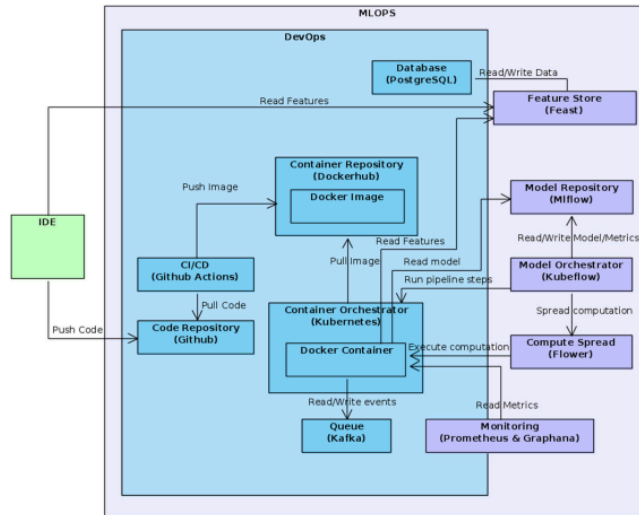 MLOPS
DevOps
Database
(PostgreSQL)
Read/Write Data
Feature Store
(Feast)
Read Features
Container Repository
(Dockerhub)
Docker Image
Push Image
Model Repository
(Mlflow)
IDE
Read Features
Read/Write Model/Metrics
CI/CD
(Github Actions)
Pull Image
Read model
Model Orchestrator
(Kubeflow)
Run pipeline steps
Pull Code
Container Orchestrator
(Kubernetes)
Spread computation
Push Code
Code Repository
(Github)
Docker Container
Execute computation
Compute Spread
(Flower)
Read/Write events
Read Metrics
Queue
(Kafka)
Monitoring
(Prometheus & Graphana)